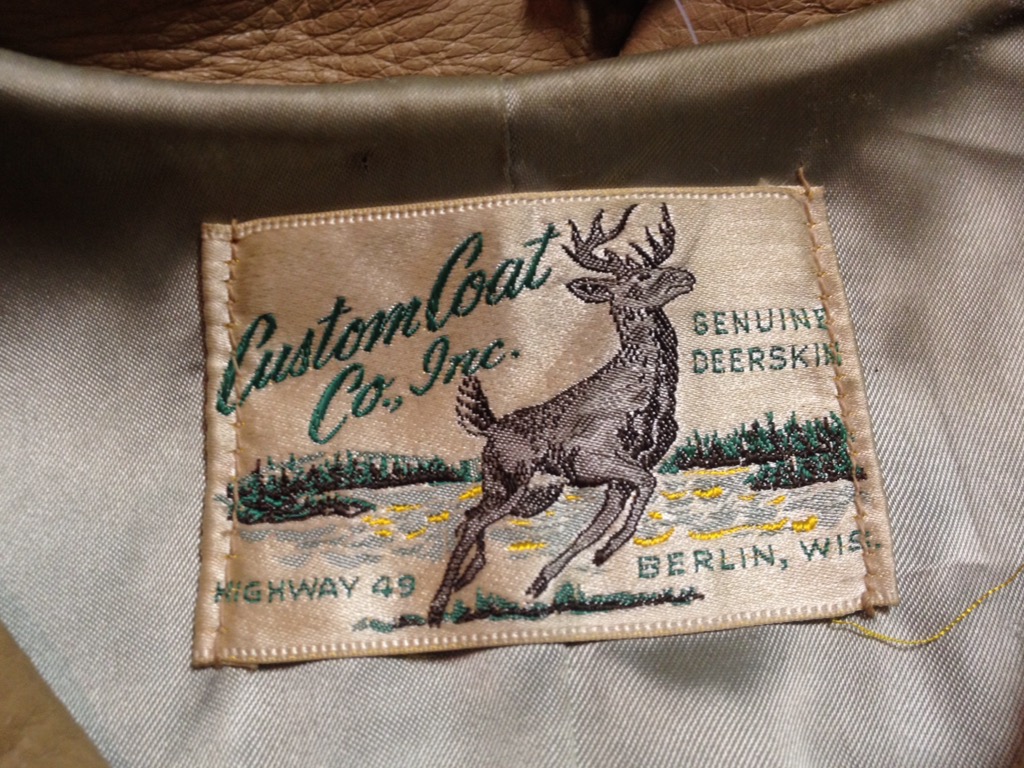 Custom Coat
Co., Inc.
GENUINE
DEERSKIN
HIGHWAY 49
BERLIN, WIS.